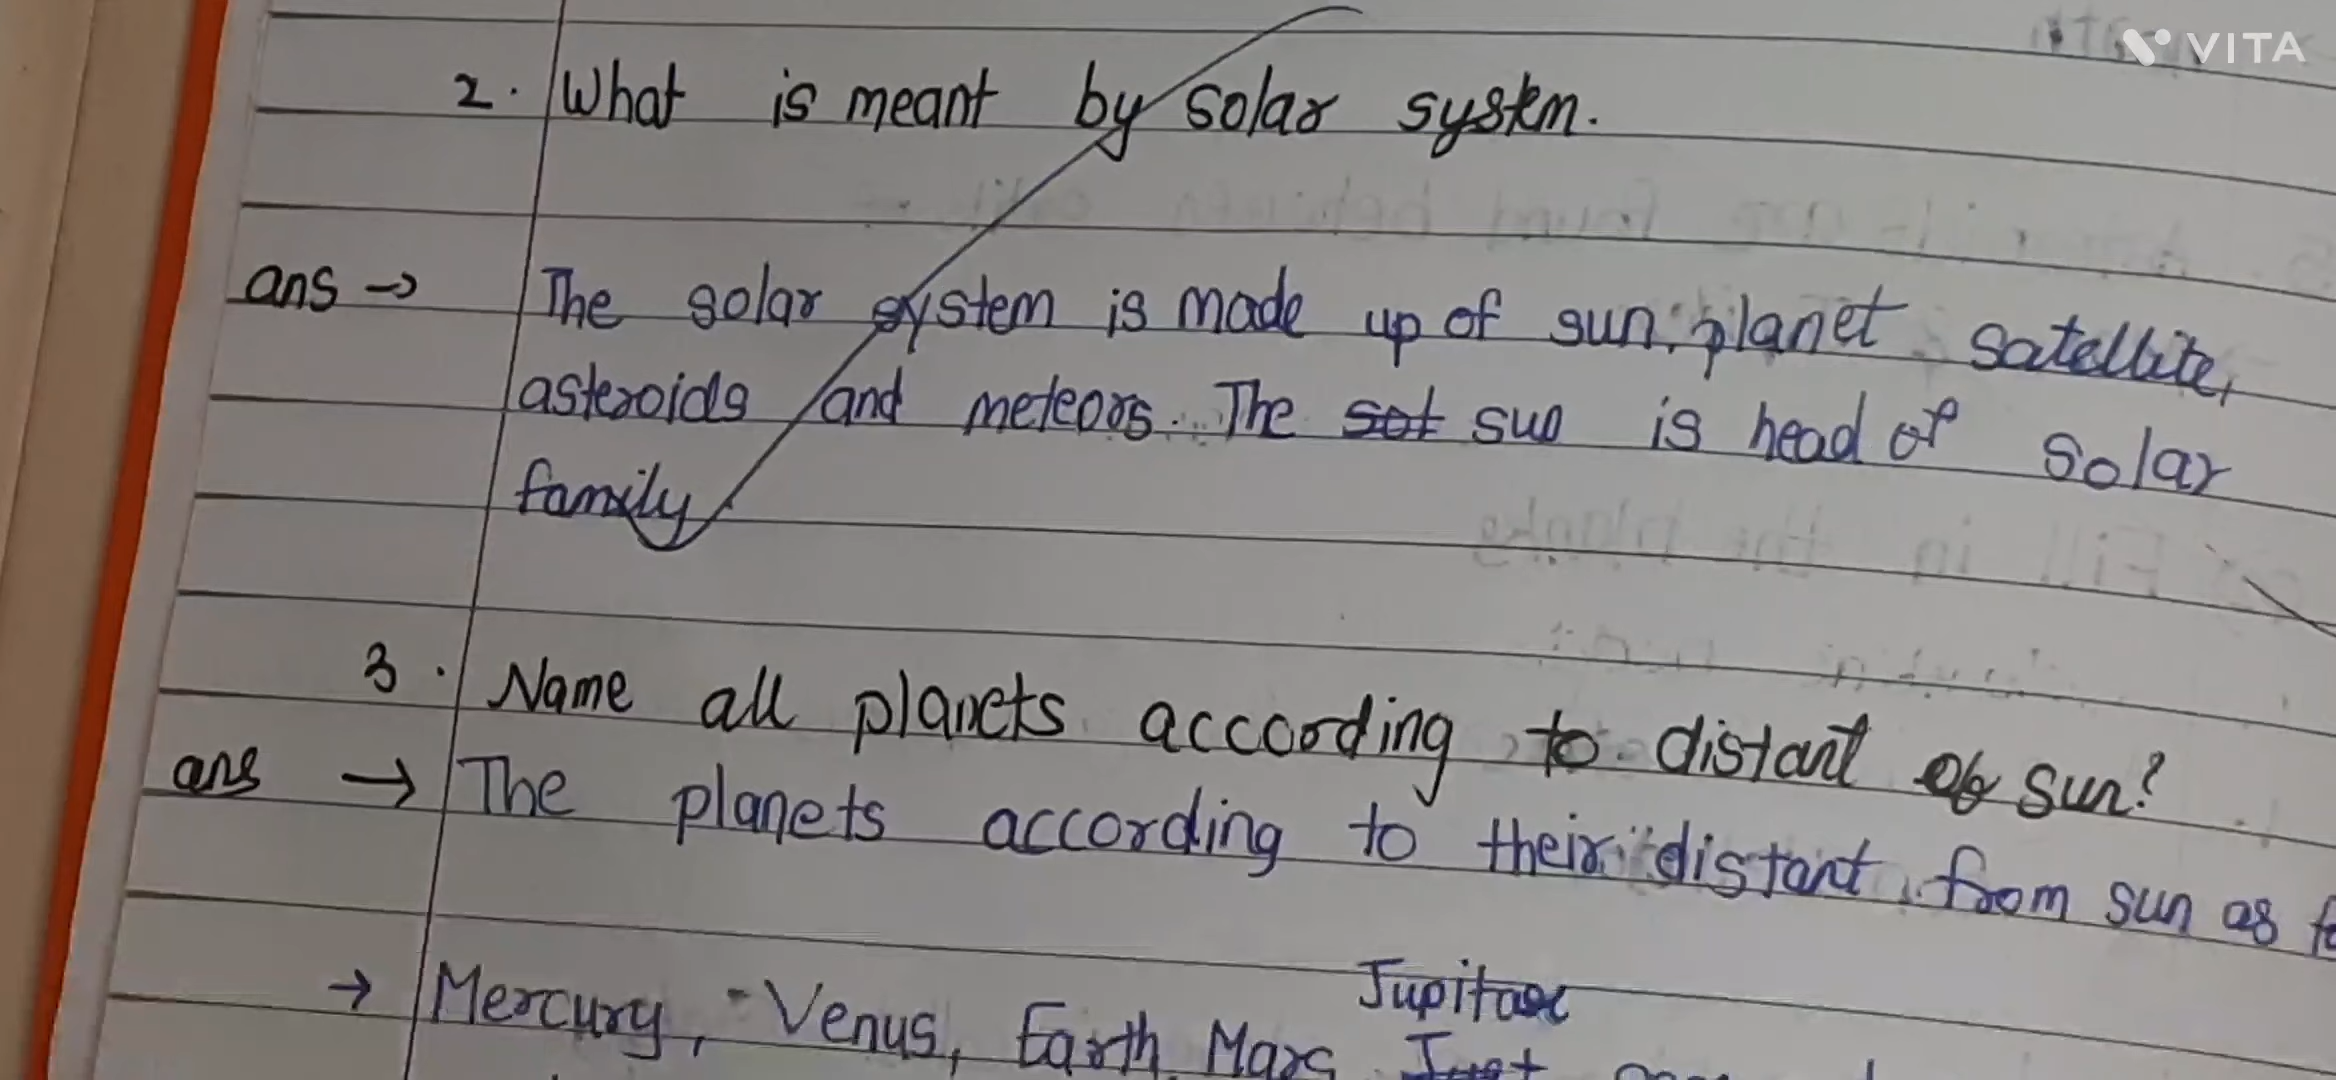 VITA
2. What is meant by solar system.
ans → The solar system is made up of sun, planet, satellite,
asteroids and meteors. The sot sun is head of solar
family
3. Name all planets according to distant of sun?
ans → The planets according to their distant from sun as
Jupitar
→ Mercury, Venus, Earth, Mars